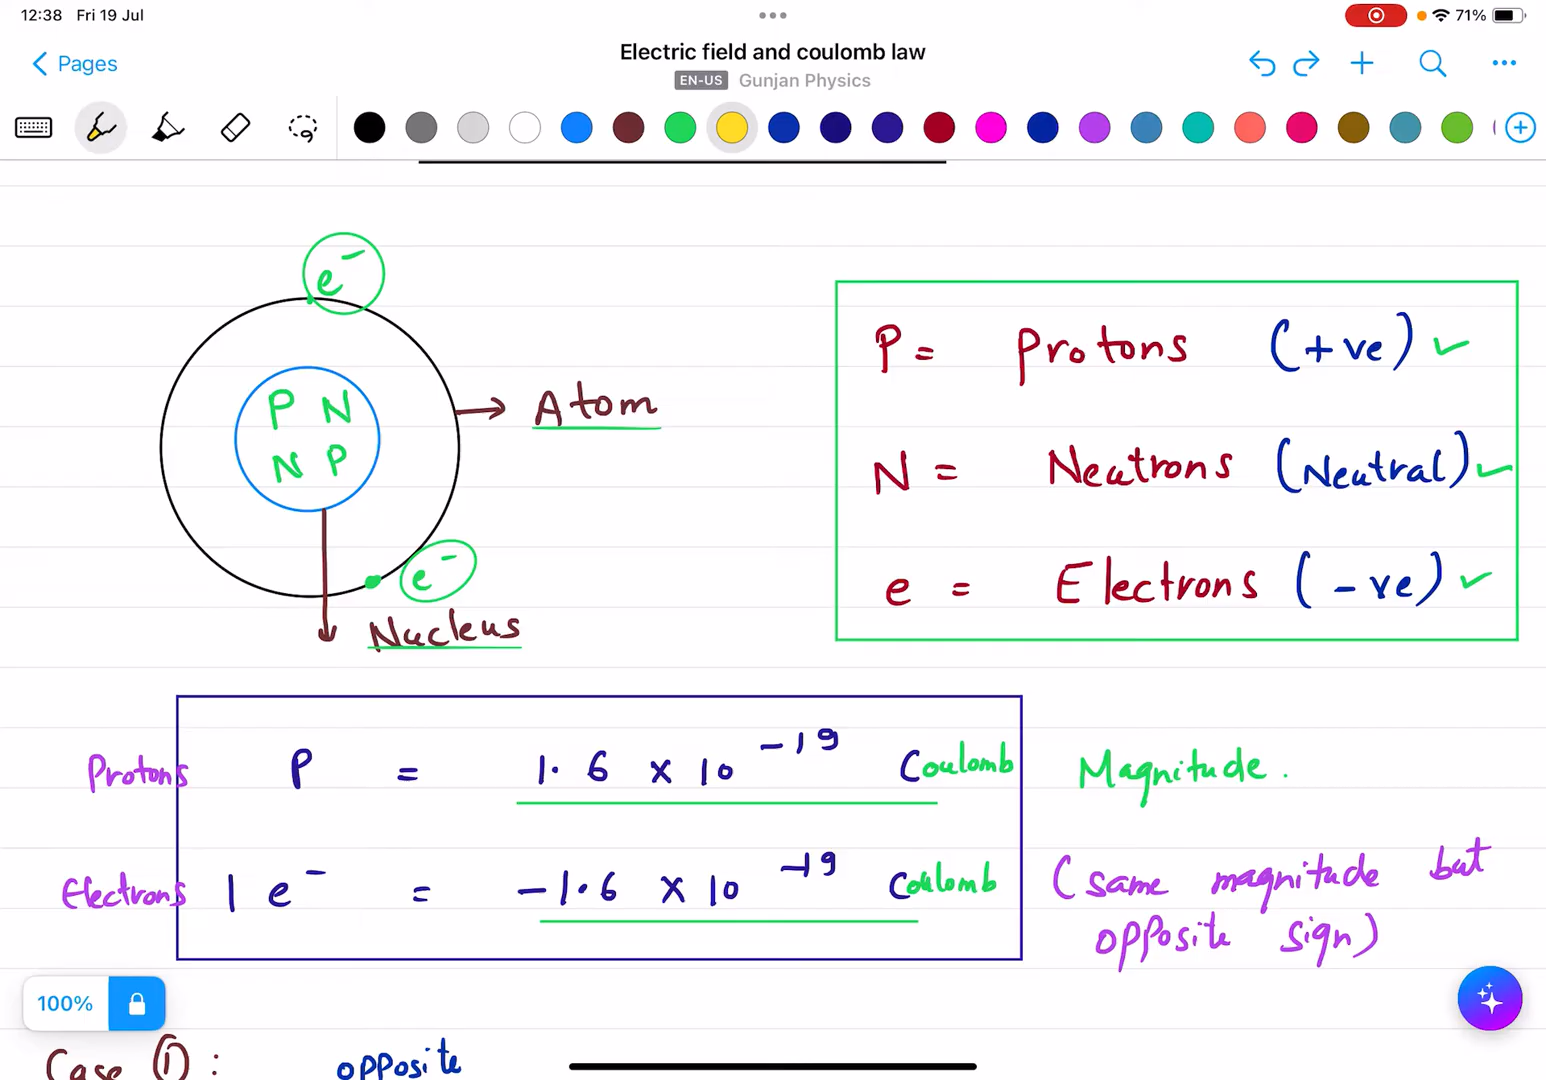 12:38 Fri 19 Jul
71%
Pages
Electric field and coulomb law
EN-US Gunjan Physics
e⁻
P N
N P
Atom
e⁻
Nucleus
P = Protons (+ve) ✓
N = Neutrons (Neutral) ✓
e = Electrons (-ve) ✓
Protons P = 1.6 × 10⁻¹⁹ Coulomb Magnitude.
Electrons 1 e⁻ = -1.6 × 10⁻¹⁹ Coulomb (same magnitude but
opposite sign)
100%
Case ①: opposite